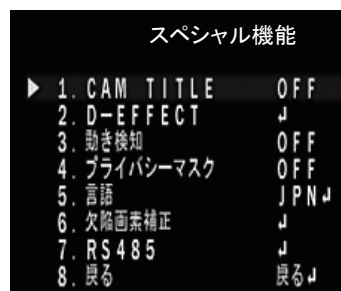 スペシャル機能
▶ 1. CAM TITLE OFF
2. D-EFFECT ↲
3. 動き検知 OFF
4. プライバシーマスク OFF
5. 言語 JPN↲
6. 欠陥画素補正 ↲
7. RS485 ↲
8. 戻る 戻る↲